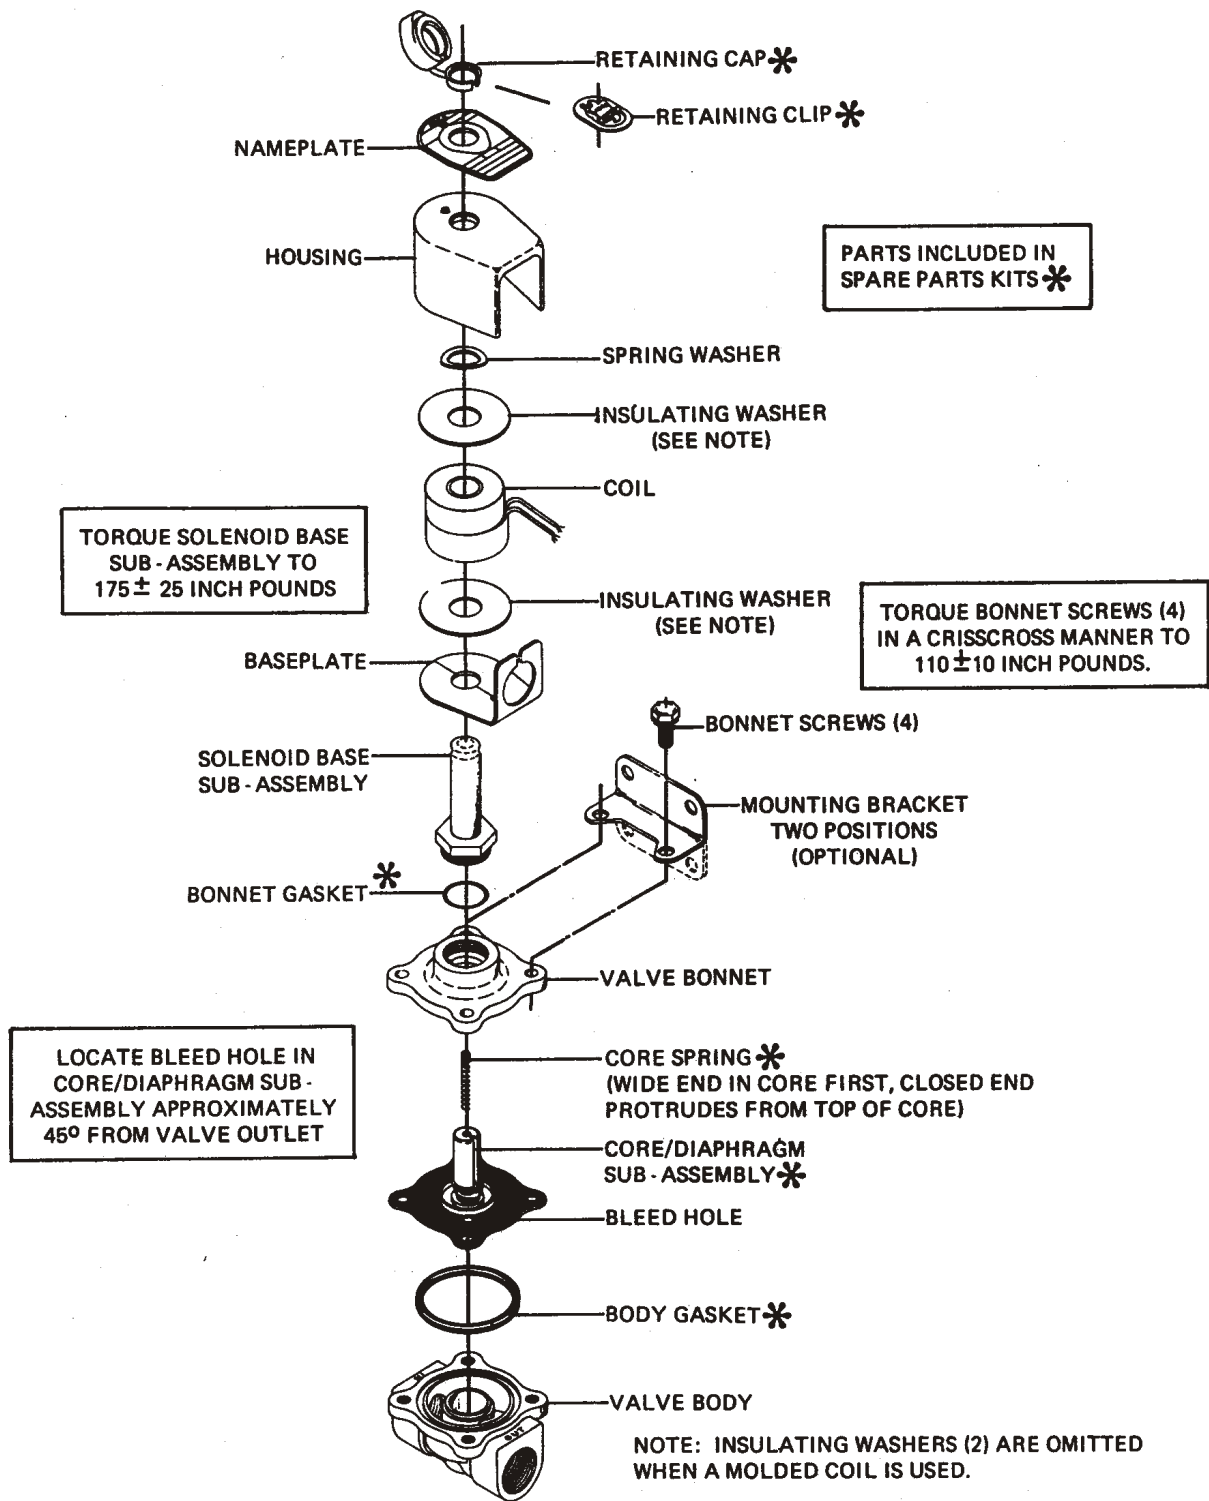 RETAINING CAP*
RETAINING CLIP*
NAMEPLATE
HOUSING
PARTS INCLUDED IN
SPARE PARTS KITS*
SPRING WASHER
INSULATING WASHER
(SEE NOTE)
COIL
TORQUE SOLENOID BASE
SUB-ASSEMBLY TO
175± 25 INCH POUNDS
INSULATING WASHER
(SEE NOTE)
TORQUE BONNET SCREWS (4)
IN A CRISSCROSS MANNER TO
110±10 INCH POUNDS.
BASEPLATE
BONNET SCREWS (4)
SOLENOID BASE
SUB-ASSEMBLY
MOUNTING BRACKET
TWO POSITIONS
(OPTIONAL)
BONNET GASKET*
VALVE BONNET
LOCATE BLEED HOLE IN
CORE/DIAPHRAGM SUB-
ASSEMBLY APPROXIMATELY
45º FROM VALVE OUTLET
CORE SPRING*
(WIDE END IN CORE FIRST, CLOSED END
PROTRUDES FROM TOP OF CORE)
CORE/DIAPHRAGM
SUB-ASSEMBLY*
BLEED HOLE
BODY GASKET*
VALVE BODY
OUT
NOTE: INSULATING WASHERS (2) ARE OMITTED
WHEN A MOLDED COIL IS USED.